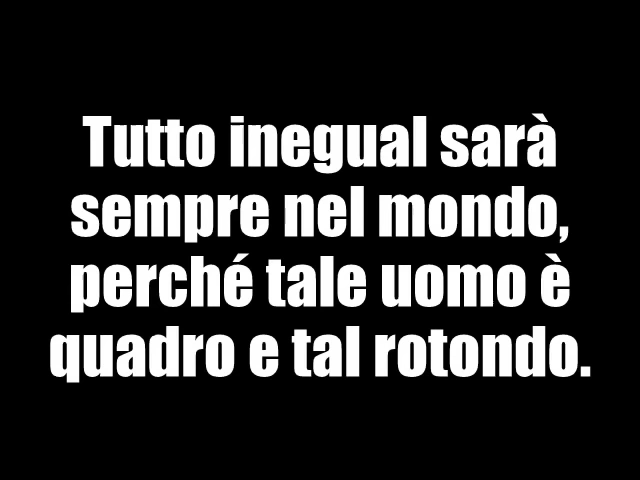 Tutto inegual sarà
sempre nel mondo,
perché tale uomo è
quadro e tal rotondo.